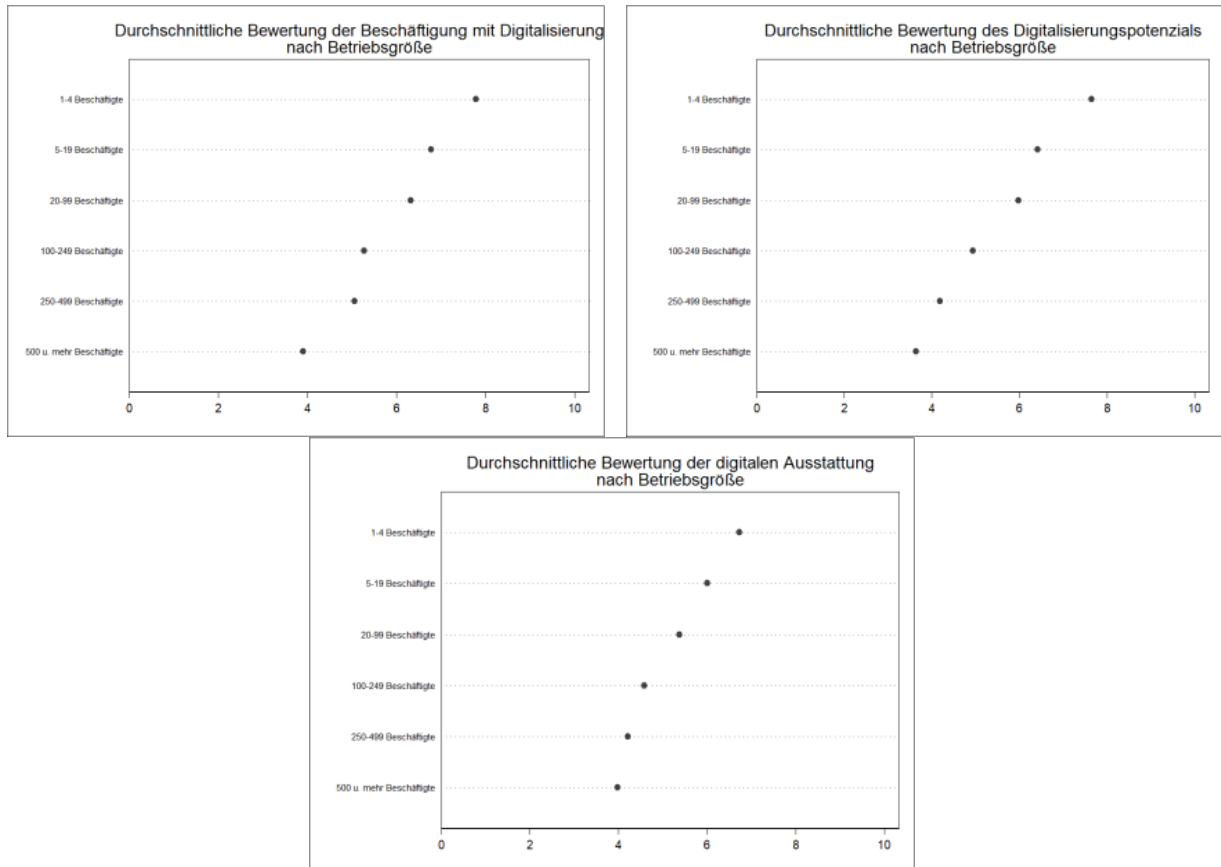 Durchschnittliche Bewertung der Beschäftigung mit Digitalisierung
nach Betriebsgröße
1-4 Beschäftigte
5-19 Beschäftigte
20-99 Beschäftigte
100-249 Beschäftigte
250-499 Beschäftigte
500 u. mehr Beschäftigte
0 2 4 6 8 10
Durchschnittliche Bewertung des Digitalisierungspotenzials
nach Betriebsgröße
1-4 Beschäftigte
5-19 Beschäftigte
20-99 Beschäftigte
100-249 Beschäftigte
250-499 Beschäftigte
500 u. mehr Beschäftigte
0 2 4 6 8 10
Durchschnittliche Bewertung der digitalen Ausstattung
nach Betriebsgröße
1-4 Beschäftigte
5-19 Beschäftigte
20-99 Beschäftigte
100-249 Beschäftigte
250-499 Beschäftigte
500 u. mehr Beschäftigte
0 2 4 6 8 10